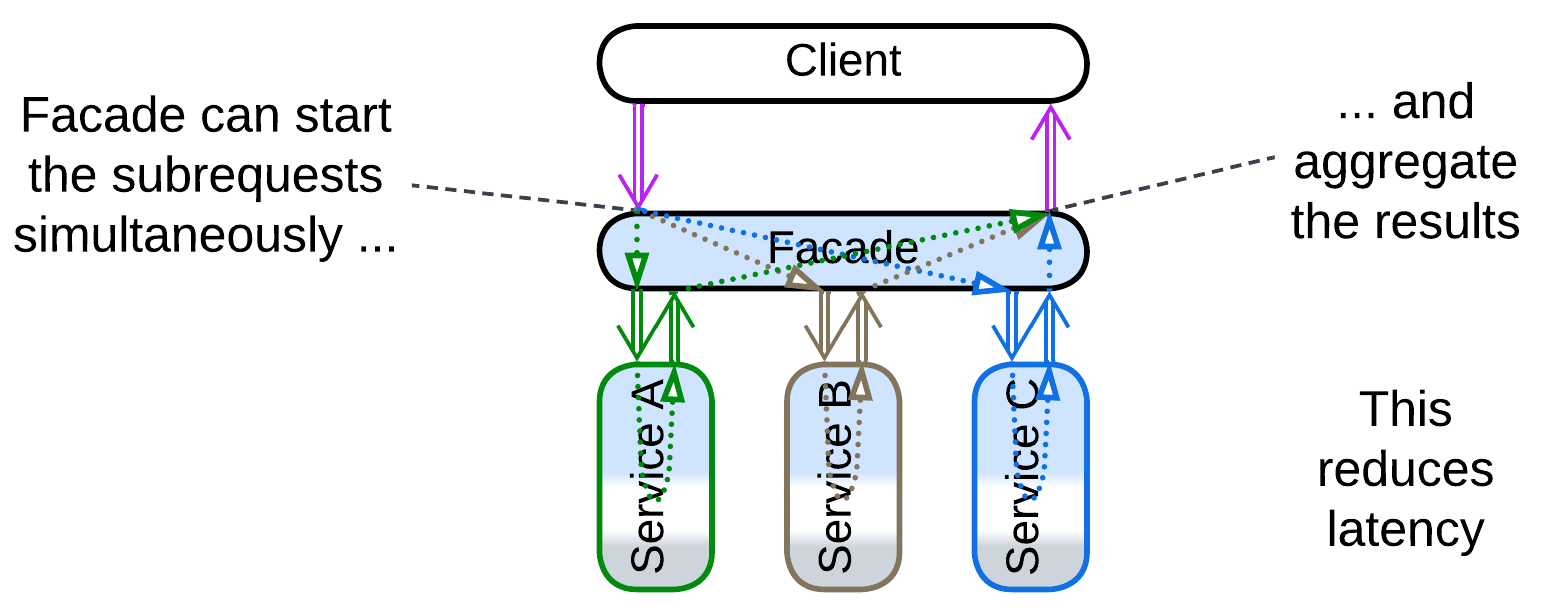 Client
Facade can start
the subrequests
simultaneously ...
... and
aggregate
the results
Facade
Service A
Service B
Service C
This
reduces
latency